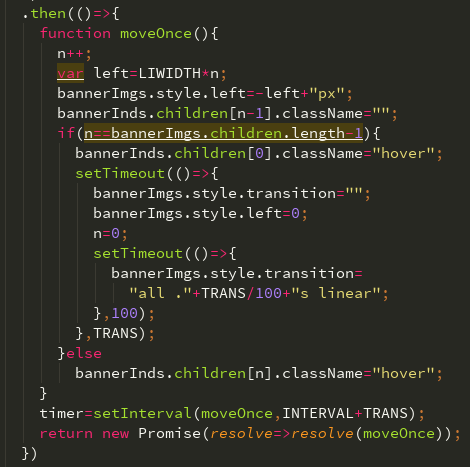 .then(()=>{
function moveOnce(){
n++;
var left=LIWIDTH*n;
bannerImgs.style.left=-left+"px";
bannerInds.children[n-1].className="";
if(n==bannerImgs.children.length-1){
bannerInds.children[0].className="hover";
setTimeout(()=>{
bannerImgs.style.transition="";
bannerImgs.style.left=0;
n=0;
setTimeout(()=>{
bannerImgs.style.transition=
"all ."+TRANS/100+"s linear";
},100);
},TRANS);
}else
bannerInds.children[n].className="hover";
}
timer=setInterval(moveOnce,INTERVAL+TRANS);
return new Promise(resolve=>resolve(moveOnce));
})